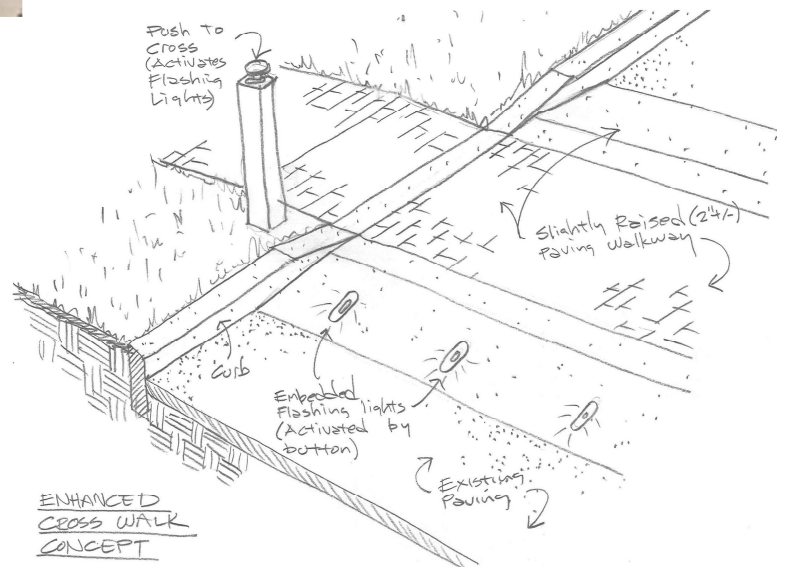 Push to
Cross
(Activates
Flashing
Lights)
Slightly Raised (2"+/-)
Paving Walkway
Curb
Embedded
Flashing lights
(Activated by
button)
Existing
Paving
ENHANCED
CROSS WALK
CONCEPT